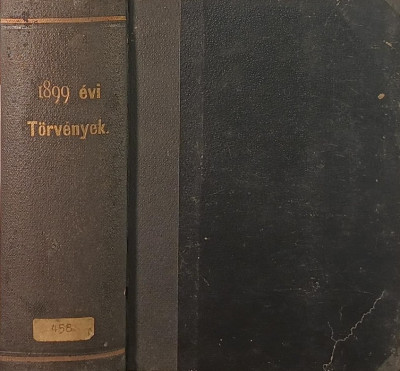 1899 évi
Törvények.
456.